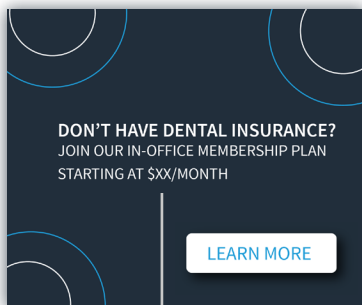 DON'T HAVE DENTAL INSURANCE?
JOIN OUR IN-OFFICE MEMBERSHIP PLAN
STARTING AT $XX/MONTH
LEARN MORE